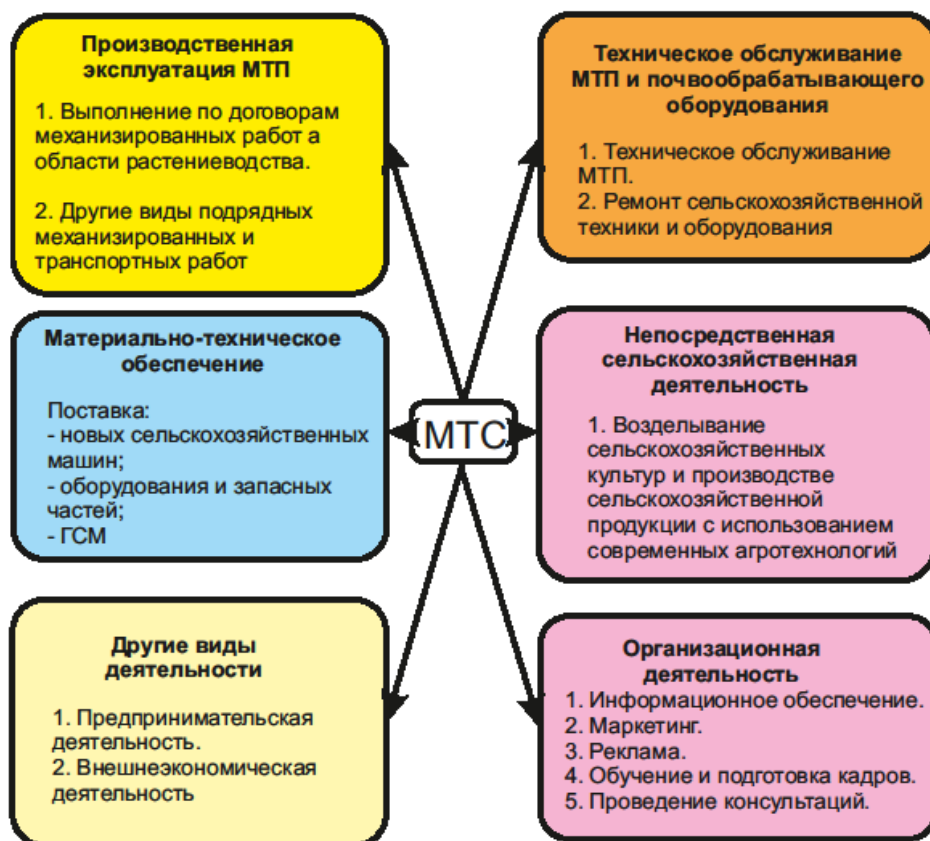 Производственная
эксплуатация МТП
1. Выполнение по договорам
механизированных работ а
области растениеводства.
2. Другие виды подрядных
механизированных и
транспортных работ
Техническое обслуживание
МТП и почвообрабатывающего
оборудования
1. Техническое обслуживание
МТП.
2. Ремонт сельскохозяйственной
техники и оборудования
Материально-техническое
обеспечение
Поставка:
- новых сельскохозяйственных
машин;
- оборудования и запасных
частей;
- ГСМ
МТС
Непосредственная
сельскохозяйственная
деятельность
1. Возделывание
сельскохозяйственных
культур и производстве
сельскохозяйственной
продукции с использованием
современных агротехнологий
Другие виды
деятельности
1. Предпринимательская
деятельность.
2. Внешнеэкономическая
деятельность
Организационная
деятельность
1. Информационное обеспечение.
2. Маркетинг.
3. Реклама.
4. Обучение и подготовка кадров.
5. Проведение консультаций.